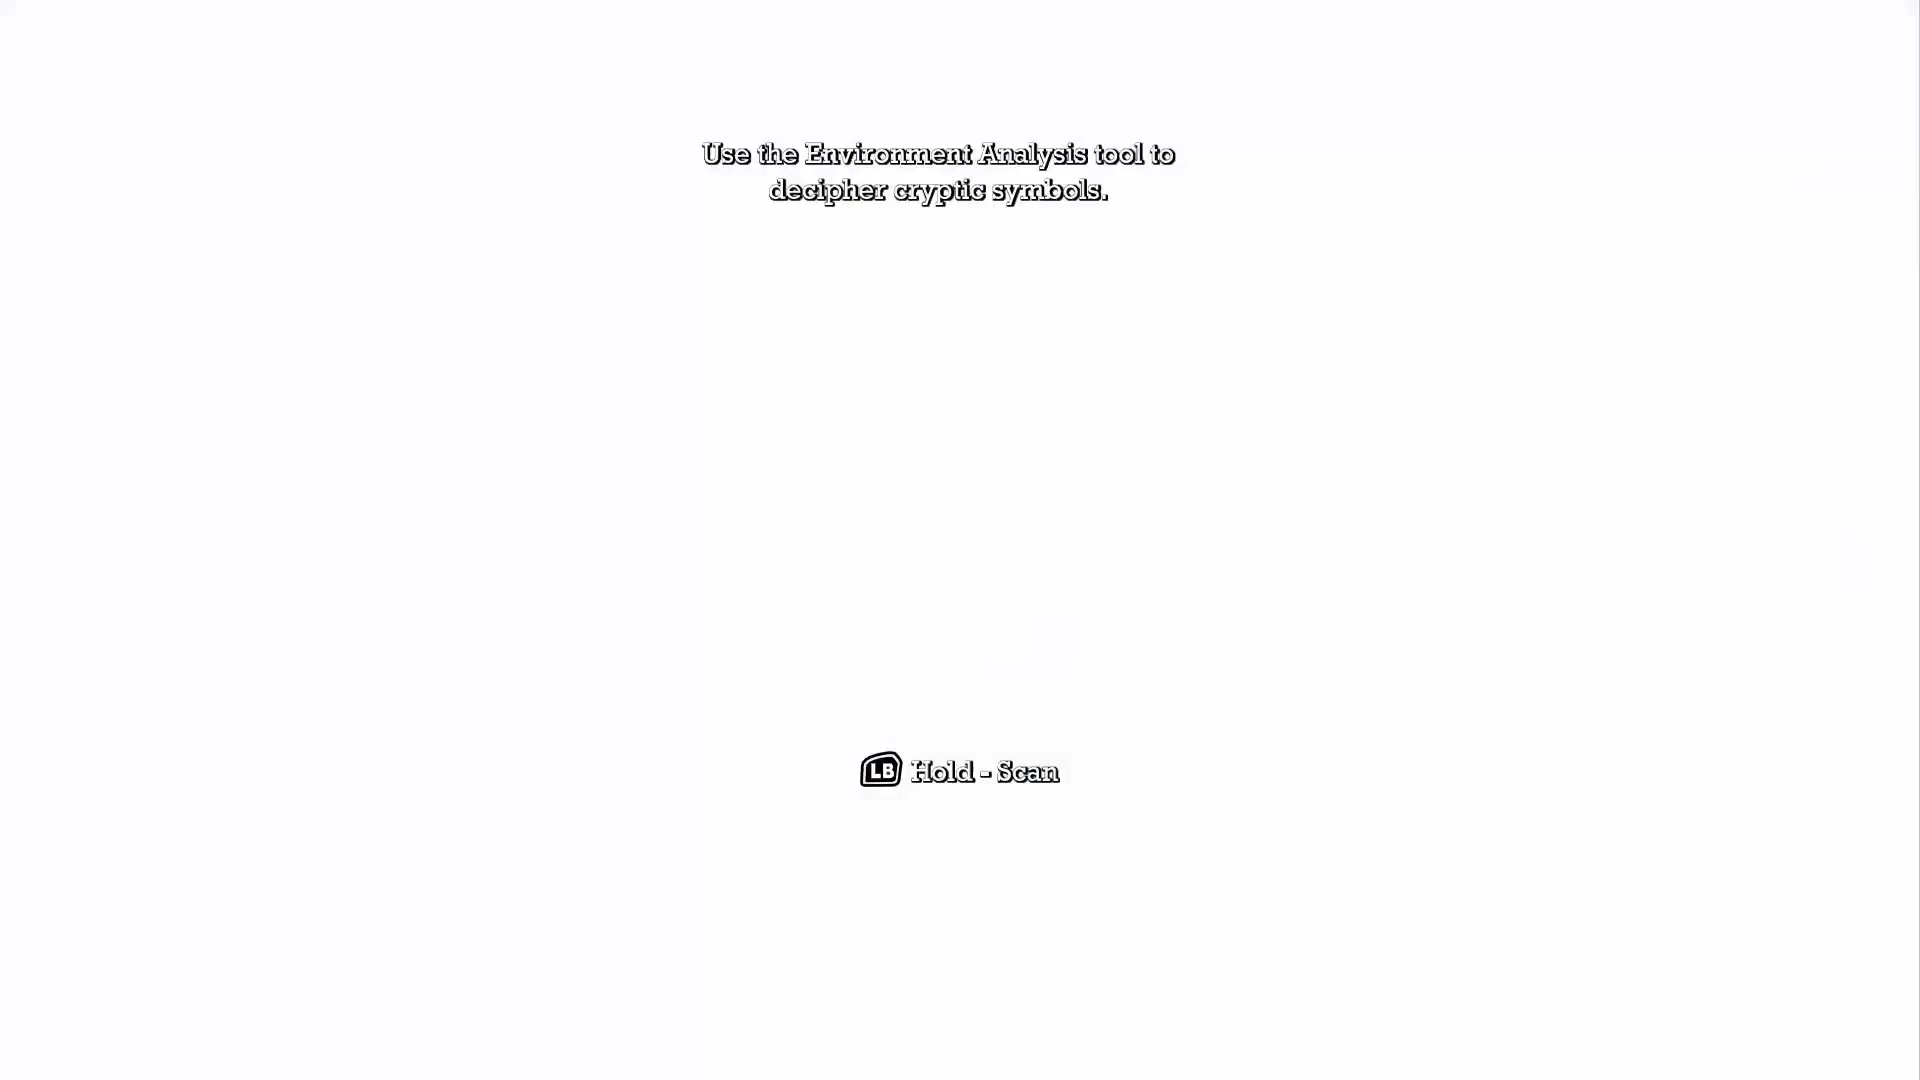 Use the Environment Analysis tool to
decipher cryptic symbols.
LB Hold - Scan